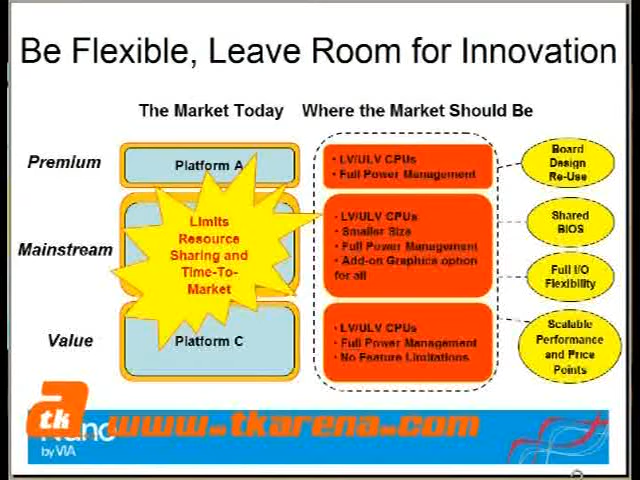 Be Flexible, Leave Room for Innovation
The Market Today
Where the Market Should Be
Premium
Platform A
• LV/ULV CPUs
• Full Power Management
Board
Design
Re-Use
Mainstream
Limits
Resource
Sharing and
Time-To-
Market
• LV/ULV CPUs
• Smaller Size
• Full Power Management
• Add-on Graphics option
for all
Shared
BIOS
Full I/O
Flexibility
Value
Platform C
• LV/ULV CPUs
• Full Power Management
• No Feature Limitations
Scalable
Performance
and Price
Points
a
tk
www.tkarena.com
Nano
by VIA